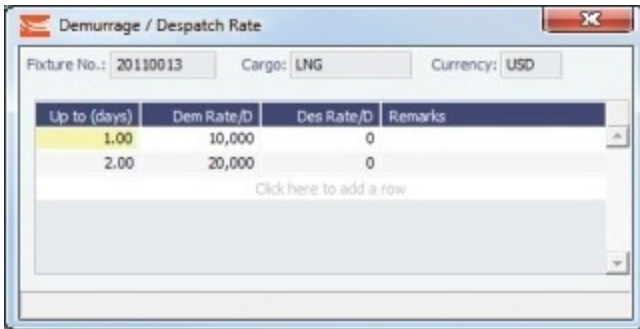 Demurrage / Despatch Rate
Fixture No.: 20110013 Cargo: LNG Currency: USD
Up to (days) Dem Rate/D Des Rate/D Remarks
1.00 10,000 0
2.00 20,000 0
Click here to add a row